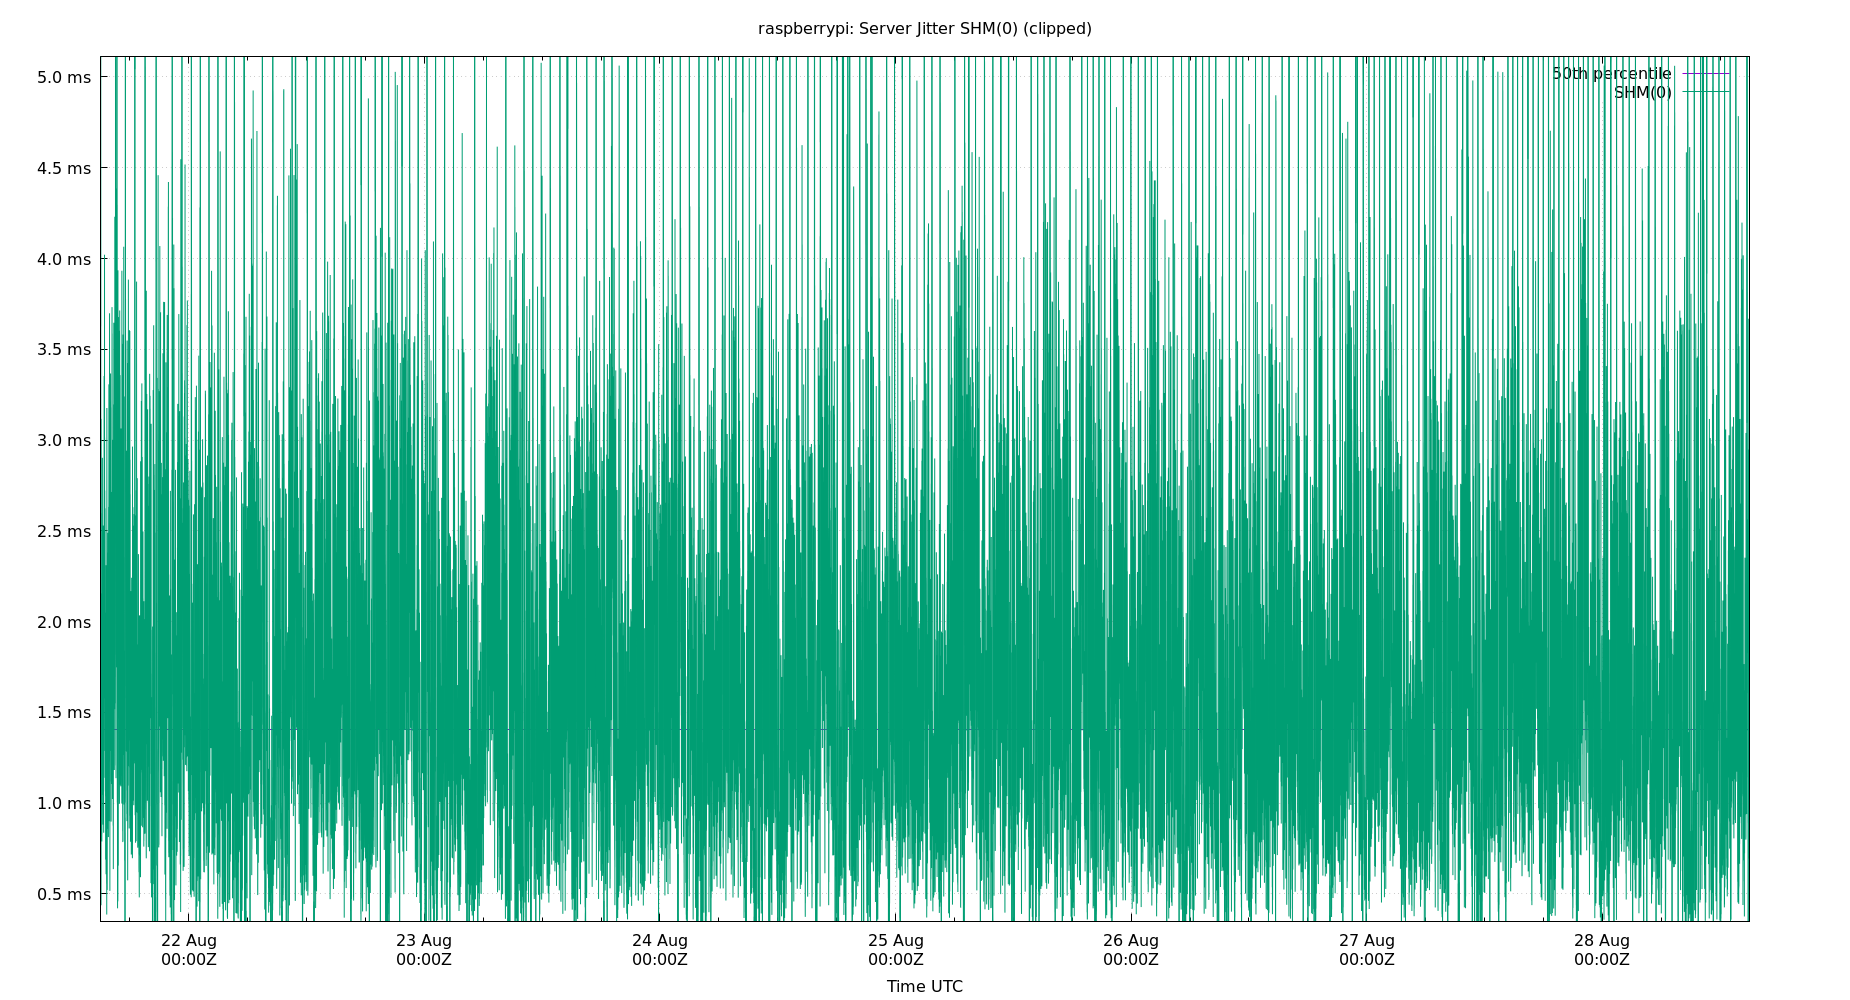 raspberrypi: Server Jitter SHM(0) (clipped)
5.0 ms
50th percentile
SHM(0)
4.5 ms
4.0 ms
3.5 ms
3.0 ms
2.5 ms
2.0 ms
1.5 ms
1.0 ms
0.5 ms
22 Aug 23 Aug 24 Aug 25 Aug 26 Aug 27 Aug 28 Aug
00:00Z 00:00Z 00:00Z 00:00Z 00:00Z 00:00Z 00:00Z
Time UTC